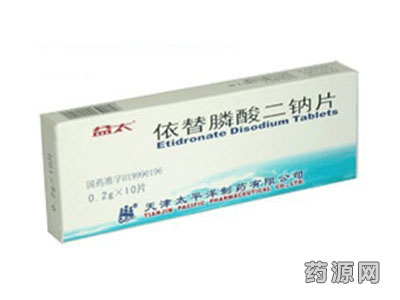 益太
依替膦酸二钠片
Etidronate Disodium Tablets
国药准字H19990196
0.2g×10片
天津太平洋制药有限公司
TIANJIN PACIFIC PHARMACEUTICAL CO.,LTD.
药源网